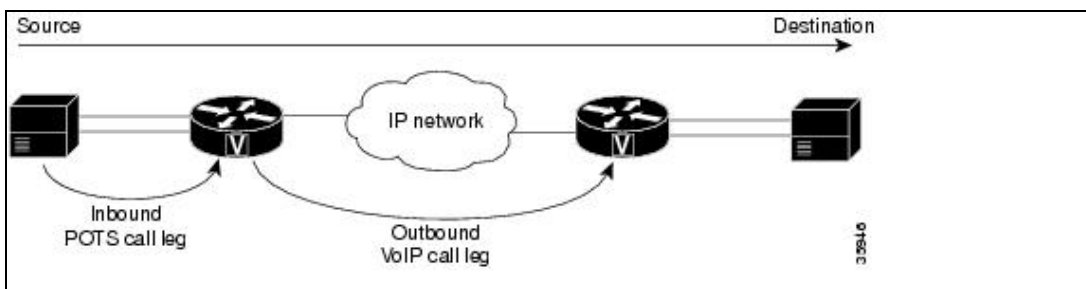 Source
Destination
IP network
V
V
Inbound
POTS call leg
Outbound
VoIP call leg
35946